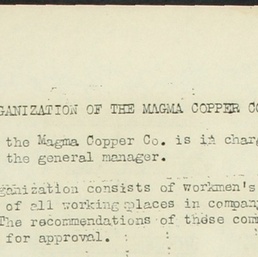 GANIZATION OF THE MAGMA COPPER CO
the Magma Copper Co. is in charg
the general manager.
ganization consists of workmen's
of all working places in company
The recommendations of these com
for approval.